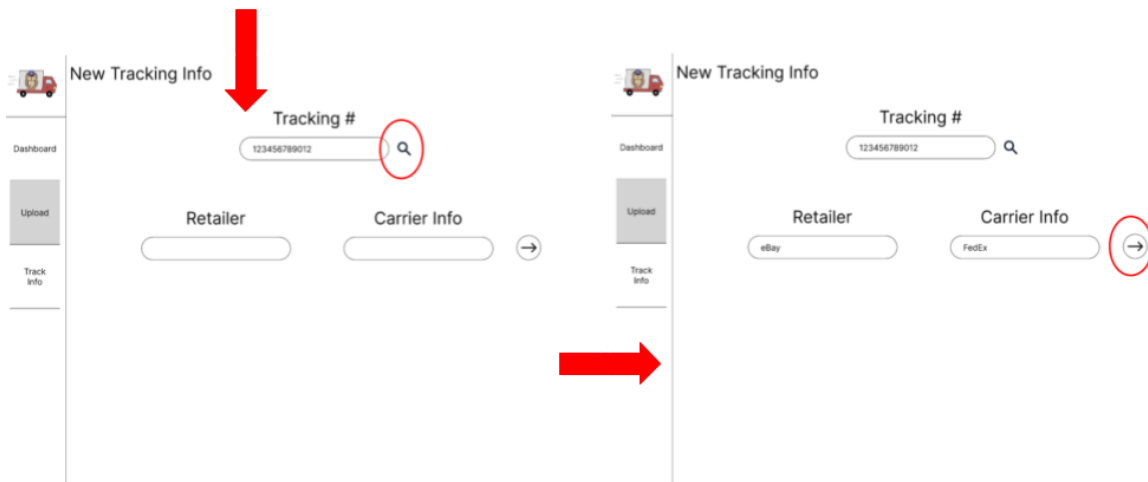 New Tracking Info
Tracking #
123456789012
Dashboard
Upload
Retailer
Carrier Info
Track
Info
New Tracking Info
Tracking #
123456789012
Dashboard
Upload
Retailer
Carrier Info
eBay
FedEx
Track
Info